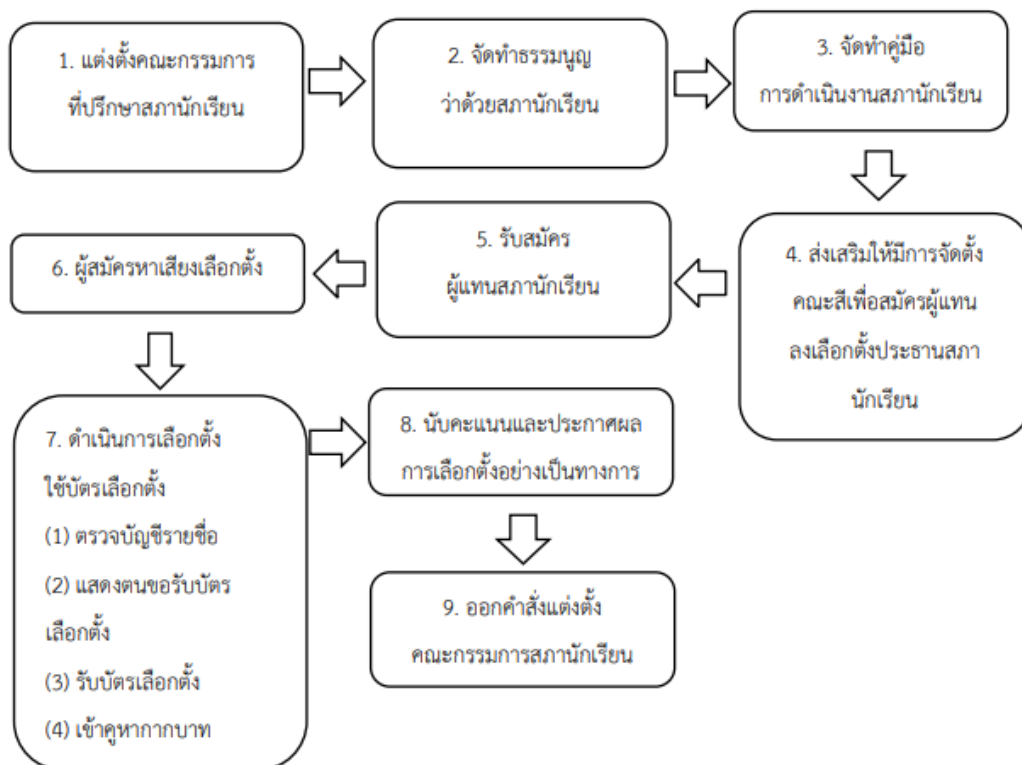 1. แต่งตั้งคณะกรรมการ
ที่ปรึกษาสภานักเรียน
2. จัดทำธรรมนูญ
ว่าด้วยสภานักเรียน
3. จัดทำคู่มือ
การดำเนินงานสภานักเรียน
4. ส่งเสริมให้มีการจัดตั้ง
คณะสีเพื่อสมัครผู้แทน
ลงเลือกตั้งประธานสภา
นักเรียน
5. รับสมัคร
ผู้แทนสภานักเรียน
6. ผู้สมัครหาเสียงเลือกตั้ง
7. ดำเนินการเลือกตั้ง
ใช้บัตรเลือกตั้ง
(1) ตรวจบัญชีรายชื่อ
(2) แสดงตนขอรับบัตร
เลือกตั้ง
(3) รับบัตรเลือกตั้ง
(4) เข้าคูหากากบาท
8. นับคะแนนและประกาศผล
การเลือกตั้งอย่างเป็นทางการ
9. ออกคำสั่งแต่งตั้ง
คณะกรรมการสภานักเรียน